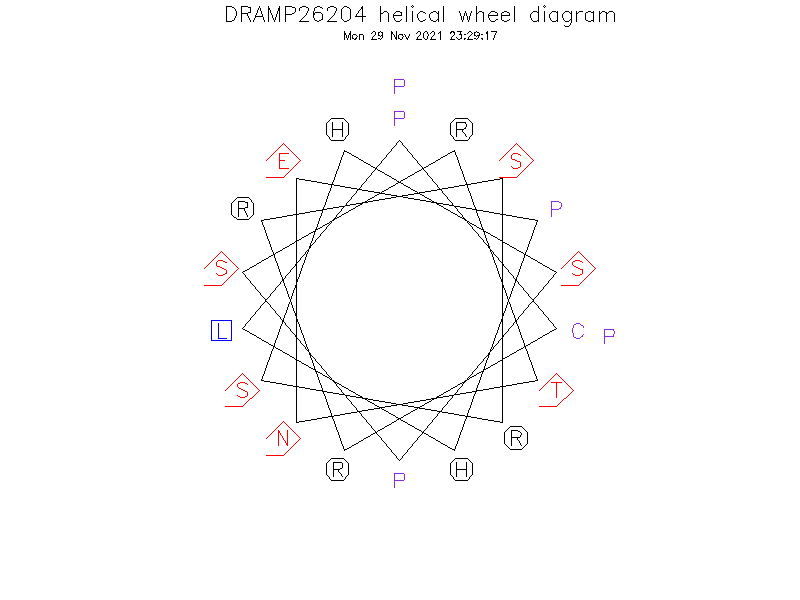 DRAMP26204 helical wheel diagram
Mon 29 Nov 2021 23:29:17
P
P
H R
E S
R P
S S
L C P
S T
N R
R H
P